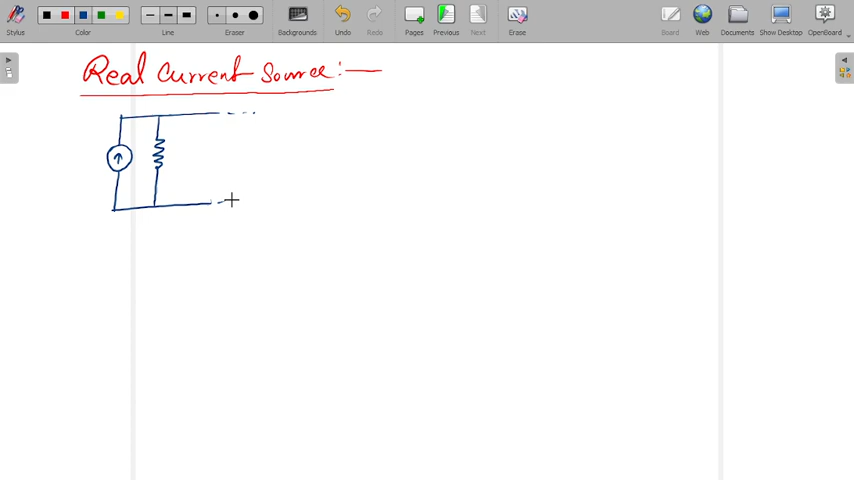 Stylus
Color
Line
Eraser
Backgrounds
Undo
Redo
Pages
Previous
Next
Erase
Board
Web
Documents
Show Desktop
OpenBoard
Real Current Source :—